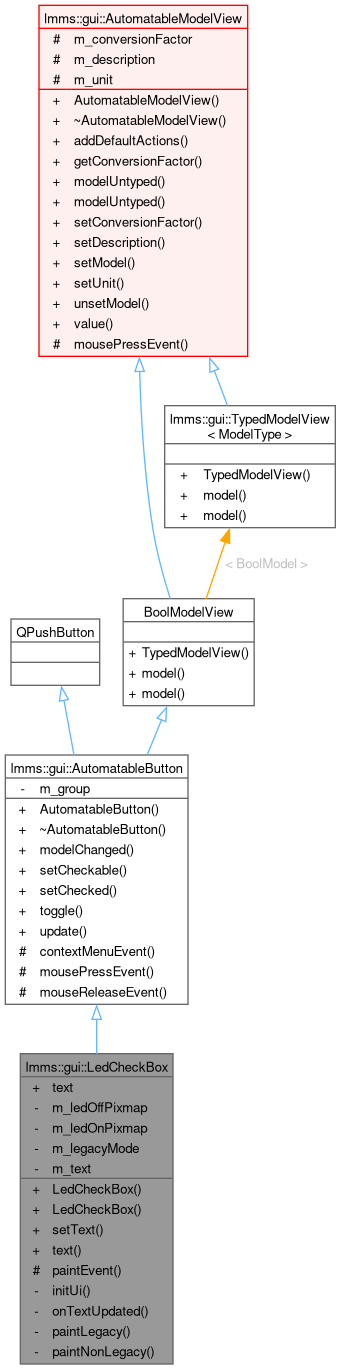 lmms::gui::AutomatableModelView
# m_conversionFactor
# m_description
# m_unit
+ AutomatableModelView()
+ ~AutomatableModelView()
+ addDefaultActions()
+ getConversionFactor()
+ modelUntyped()
+ modelUntyped()
+ setConversionFactor()
+ setDescription()
+ setModel()
+ setUnit()
+ unsetModel()
+ value()
# mousePressEvent()
lmms::gui::TypedModelView
< ModelType >
+ TypedModelView()
+ model()
+ model()
< BoolModel >
BoolModelView
+ TypedModelView()
+ model()
+ model()
QPushButton
lmms::gui::AutomatableButton
- m_group
+ AutomatableButton()
+ ~AutomatableButton()
+ modelChanged()
+ setCheckable()
+ setChecked()
+ toggle()
+ update()
# contextMenuEvent()
# mousePressEvent()
# mouseReleaseEvent()
lmms::gui::LedCheckBox
+ text
- m_ledOffPixmap
- m_ledOnPixmap
- m_legacyMode
- m_text
+ LedCheckBox()
+ LedCheckBox()
+ setText()
+ text()
# paintEvent()
- initUi()
- onTextUpdated()
- paintLegacy()
- paintNonLegacy()